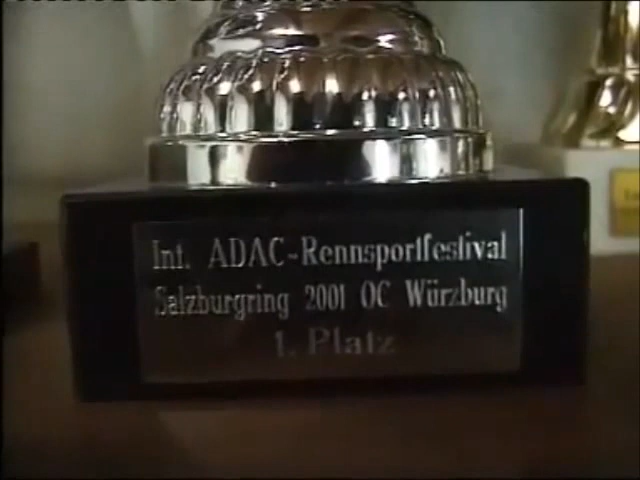 Int. ADAC-Rennsportfestival
Salzburgring 2001 OC Würzburg
1. Platz